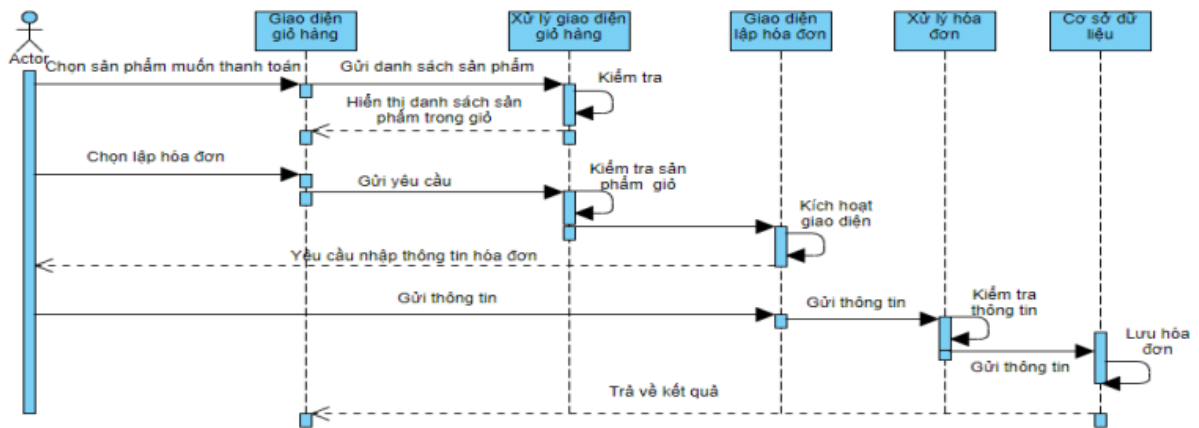 Giao diện
giỏ hàng
Xử lý giao diện
giỏ hàng
Giao diện
lập hóa đơn
Xử lý hóa
đơn
Cơ sở dữ
liệu
Actor
Chọn sản phẩm muốn thanh toán
Gửi danh sách sản phẩm
Kiểm tra
Hiển thị danh sách sản
phẩm trong giỏ
Chọn lập hóa đơn
Gửi yêu cầu
Kiểm tra sản
phẩm giỏ
Kích hoạt
giao diện
Yêu cầu nhập thông tin hóa đơn
Gửi thông tin
Gửi thông tin
Kiểm tra
thông tin
Gửi thông tin
Lưu hóa
đơn
Trả về kết quả